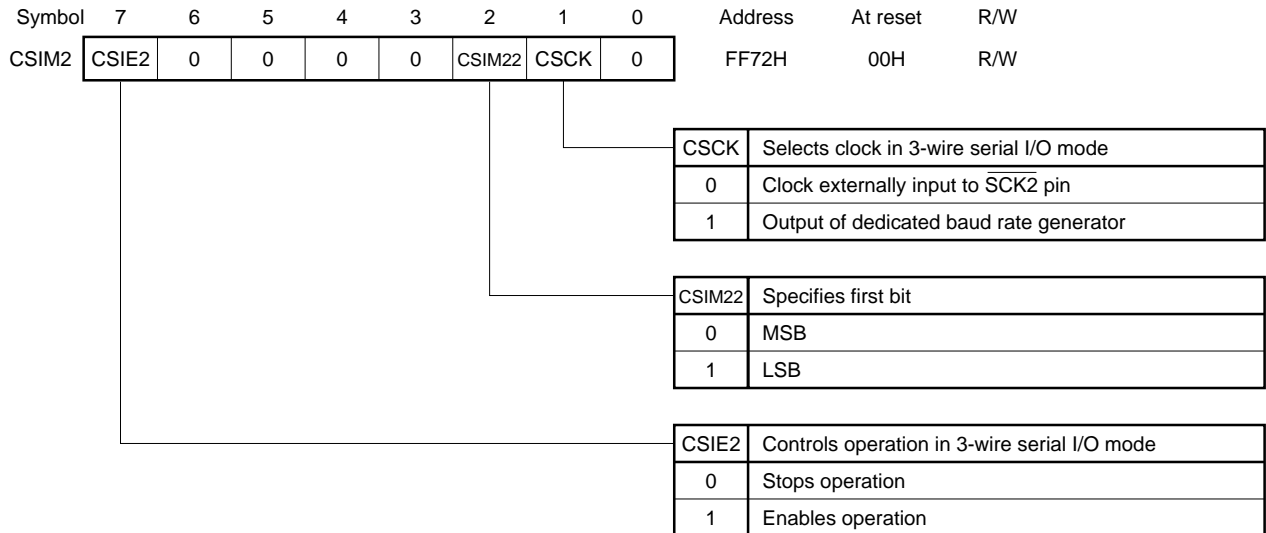 Symbol 7 6 5 4 3 2 1 0 Address At reset R/W
CSIM2 CSIE2 0 0 0 0 CSIM22 CSCK 0 FF72H 00H R/W
CSCK Selects clock in 3-wire serial I/O mode
0 Clock externally input to S̅C̅K̅2̅ pin
1 Output of dedicated baud rate generator
CSIM22 Specifies first bit
0 MSB
1 LSB
CSIE2 Controls operation in 3-wire serial I/O mode
0 Stops operation
1 Enables operation